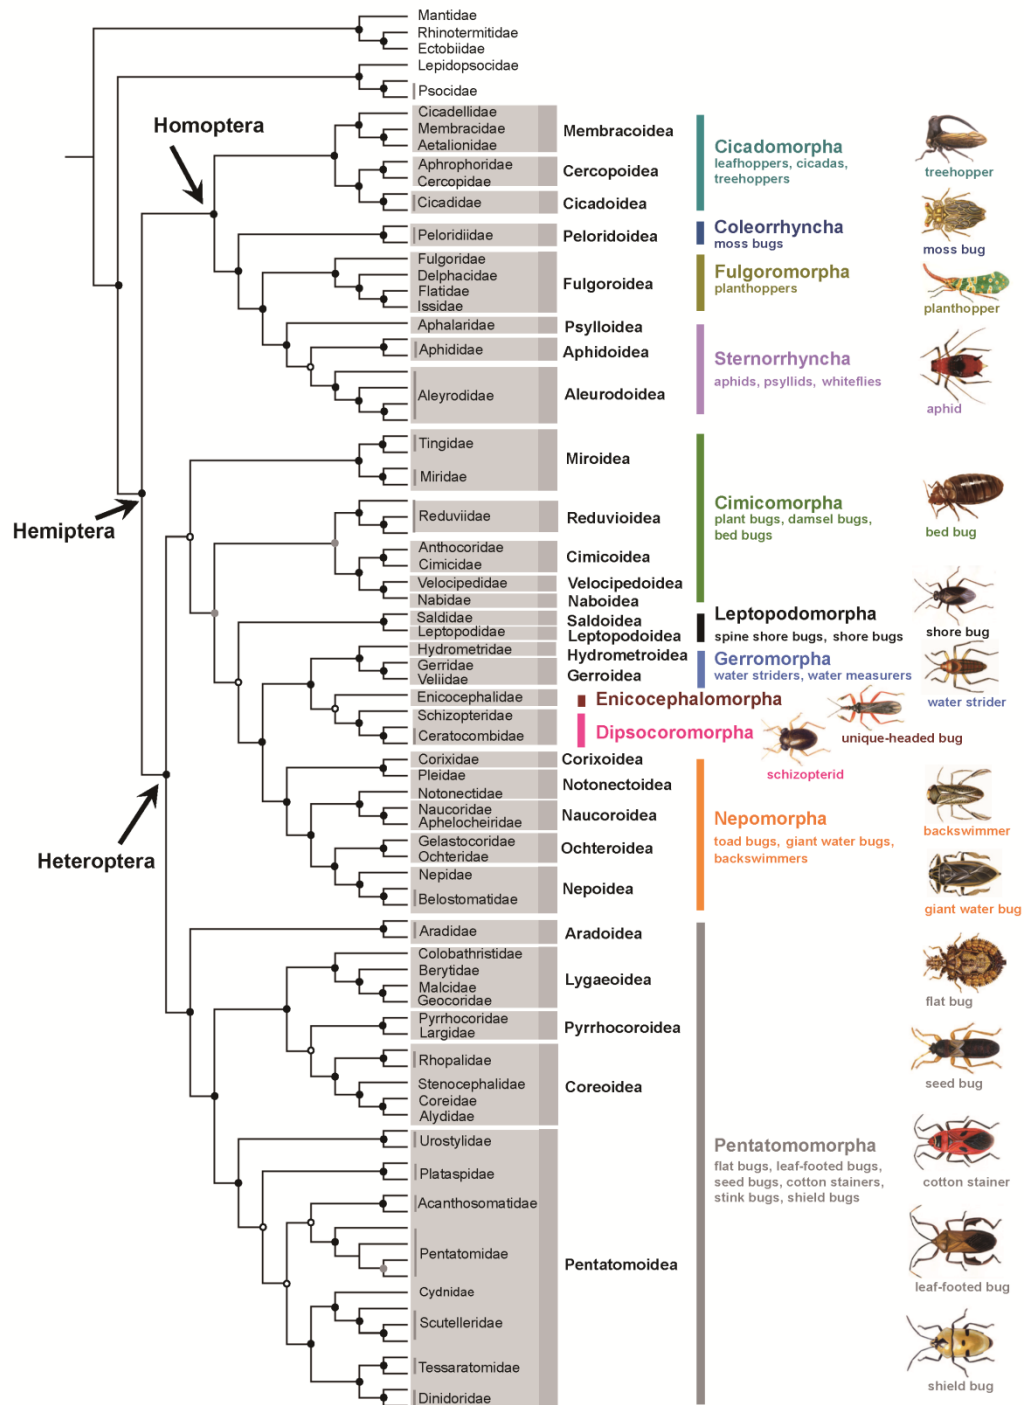 Mantidae
Rhinotermitidae
Ectobiidae
Lepidopsocidae
Psocidae
Homoptera
Cicadellidae
Membracidae
Aetalionidae
Membracoidea
Aphrophoridae
Cercopidae
Cercopoidea
Cicadidae
Cicadoidea
Cicadomorpha
leafhoppers, cicadas,
treehoppers
treehopper
Peloridiidae
Peloridoidea
Coleorrhyncha
moss bugs
moss bug
Fulgoridae
Delphacidae
Flatidae
Issidae
Fulgoroidea
Fulgoromorpha
planthoppers
planthopper
Aphalaridae
Psylloidea
Aphididae
Aphidoidea
Aleyrodidae
Aleurodoidea
Sternorrhyncha
aphids, psyllids, whiteflies
aphid
Hemiptera
Heteroptera
Tingidae
Miridae
Miroidea
Reduviidae
Reduvioidea
Anthocoridae
Cimicidae
Cimicoidea
Velocipedidae
Velocipedoidea
Nabidae
Naboidea
Cimicomorpha
plant bugs, damsel bugs,
bed bugs
bed bug
Saldidae
Saldoidea
Leptopodidae
Leptopodoidea
Leptopodomorpha
spine shore bugs, shore bugs
shore bug
Hydrometridae
Hydrometroidea
Gerridae
Veliidae
Gerroidea
Gerromorpha
water striders, water measurers
water strider
Enicocephalidae
Enicocephalomorpha
unique-headed bug
Schizopteridae
Ceratocombidae
Dipsocoromorpha
schizopterid
Corixidae
Corixoidea
Pleidae
Notonectidae
Notonectoidea
Naucoridae
Aphelocheiridae
Naucoroidea
Gelastocoridae
Ochteridae
Ochteroidea
Nepidae
Belostomatidae
Nepoidea
Nepomorpha
toad bugs, giant water bugs,
backswimmers
backswimmer
giant water bug
Aradidae
Aradoidea
Colobathristidae
Berytidae
Malcidae
Geocoridae
Lygaeoidea
Pyrrhocoridae
Largidae
Pyrrhocoroidea
Rhopalidae
Stenocephalidae
Coreidae
Alydidae
Coreoidea
Urostylidae
Plataspidae
Acanthosomatidae
Pentatomidae
Cydnidae
Scutelleridae
Tessaratomidae
Dinidoridae
Pentatomoidea
Pentatomomorpha
flat bugs, leaf-footed bugs,
seed bugs, cotton stainers,
stink bugs, shield bugs
flat bug
seed bug
cotton stainer
leaf-footed bug
shield bug